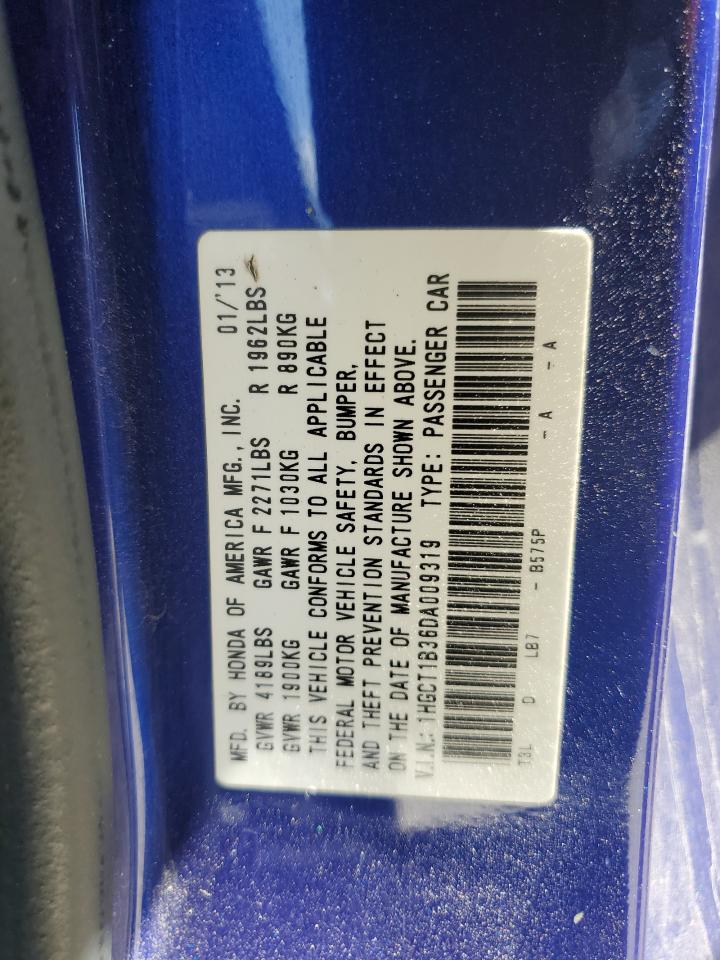 MFD. BY HONDA OF AMERICA MFG., INC. 01/'13
GVWR 4189LBS GAWR F 2271LBS R 1962LBS
GVWR 1900KG GAWR F 1030KG R 890KG
THIS VEHICLE CONFORMS TO ALL APPLICABLE
FEDERAL MOTOR VEHICLE SAFETY, BUMPER,
AND THEFT PREVENTION STANDARDS IN EFFECT
ON THE DATE OF MANUFACTURE SHOWN ABOVE.
V.I.N.: 1HGCT1B36DA009319 TYPE: PASSENGER CAR
T3L D LB7 - B575P - A - A